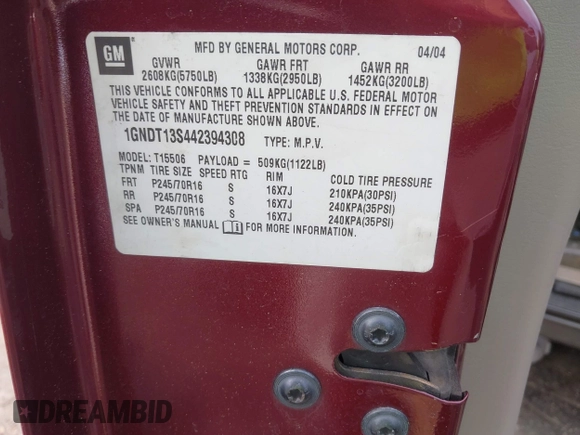 GM
MFD BY GENERAL MOTORS CORP. 04/04
GVWR GAWR FRT GAWR RR
2608KG(5750LB) 1338KG(2950LB) 1452KG(3200LB)
THIS VEHICLE CONFORMS TO ALL APPLICABLE U.S. FEDERAL MOTOR
VEHICLE SAFETY AND THEFT PREVENTION STANDARDS IN EFFECT ON
THE DATE OF MANUFACTURE SHOWN ABOVE.
1GNDT13S442394308 TYPE: M.P.V.
MODEL: T15506 PAYLOAD = 509KG(1122LB)
TPNM TIRE SIZE SPEED RTG RIM COLD TIRE PRESSURE
FRT P245/70R16 S 16X7J 210KPA(30PSI)
RR P245/70R16 S 16X7J 240KPA(35PSI)
SPA P245/70R16 S 16X7J 240KPA(35PSI)
SEE OWNER'S MANUAL FOR MORE INFORMATION.
DREAMBID